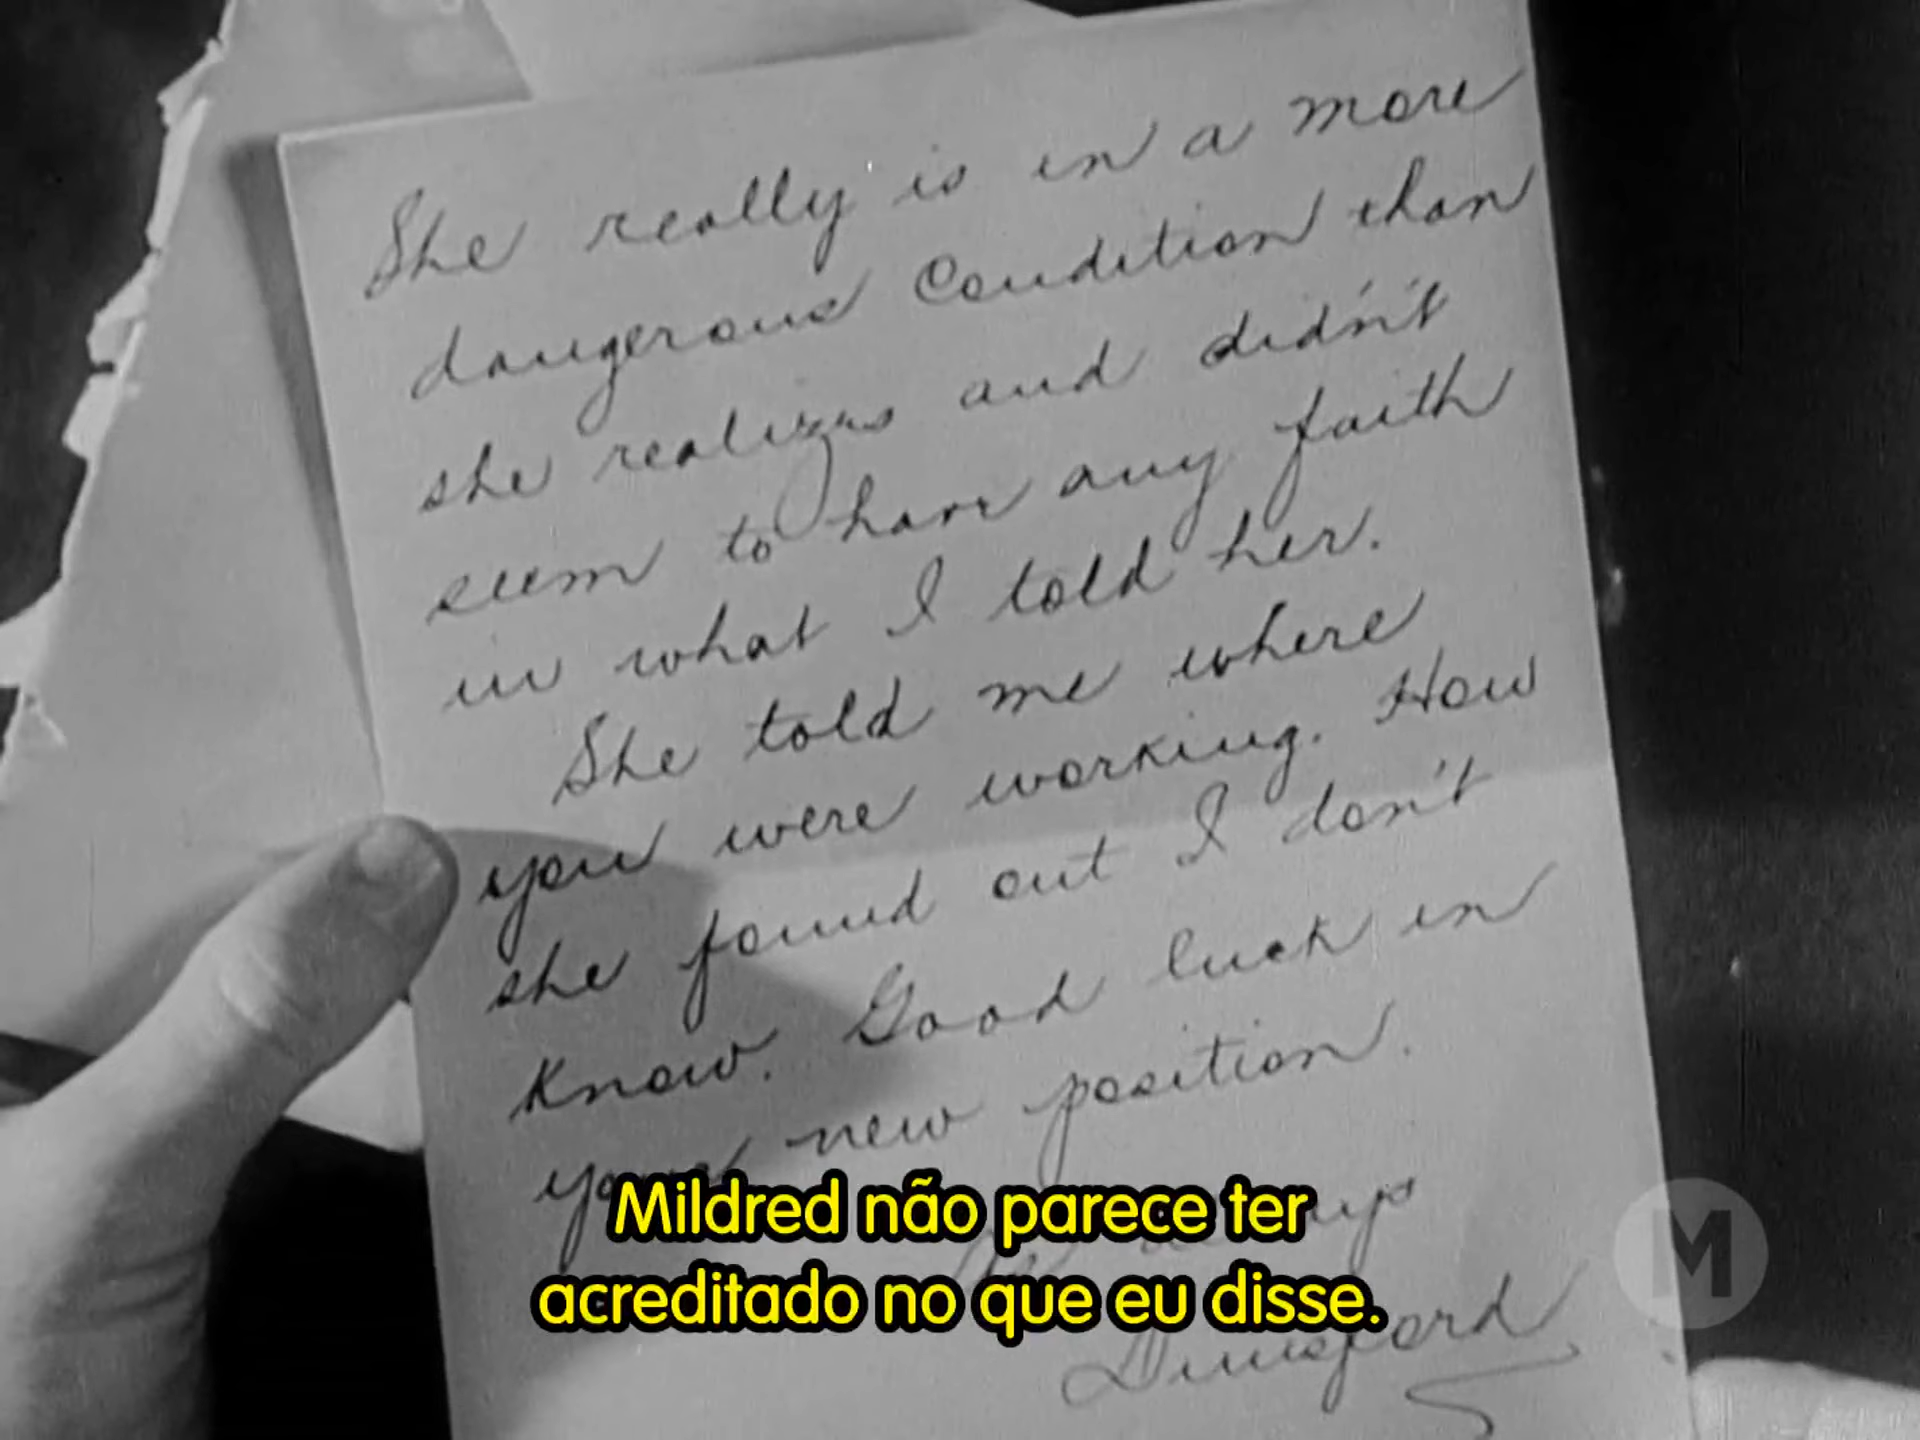 She really is in a more
dangerous Condition than
she realizes and didn't
seem to have any faith
in what I told her.
She told me where
you were working. How
she found out I don't
know. Good luck in
your new position.
Mildred não parece ter
acreditado no que eu disse.
Dunsford
M